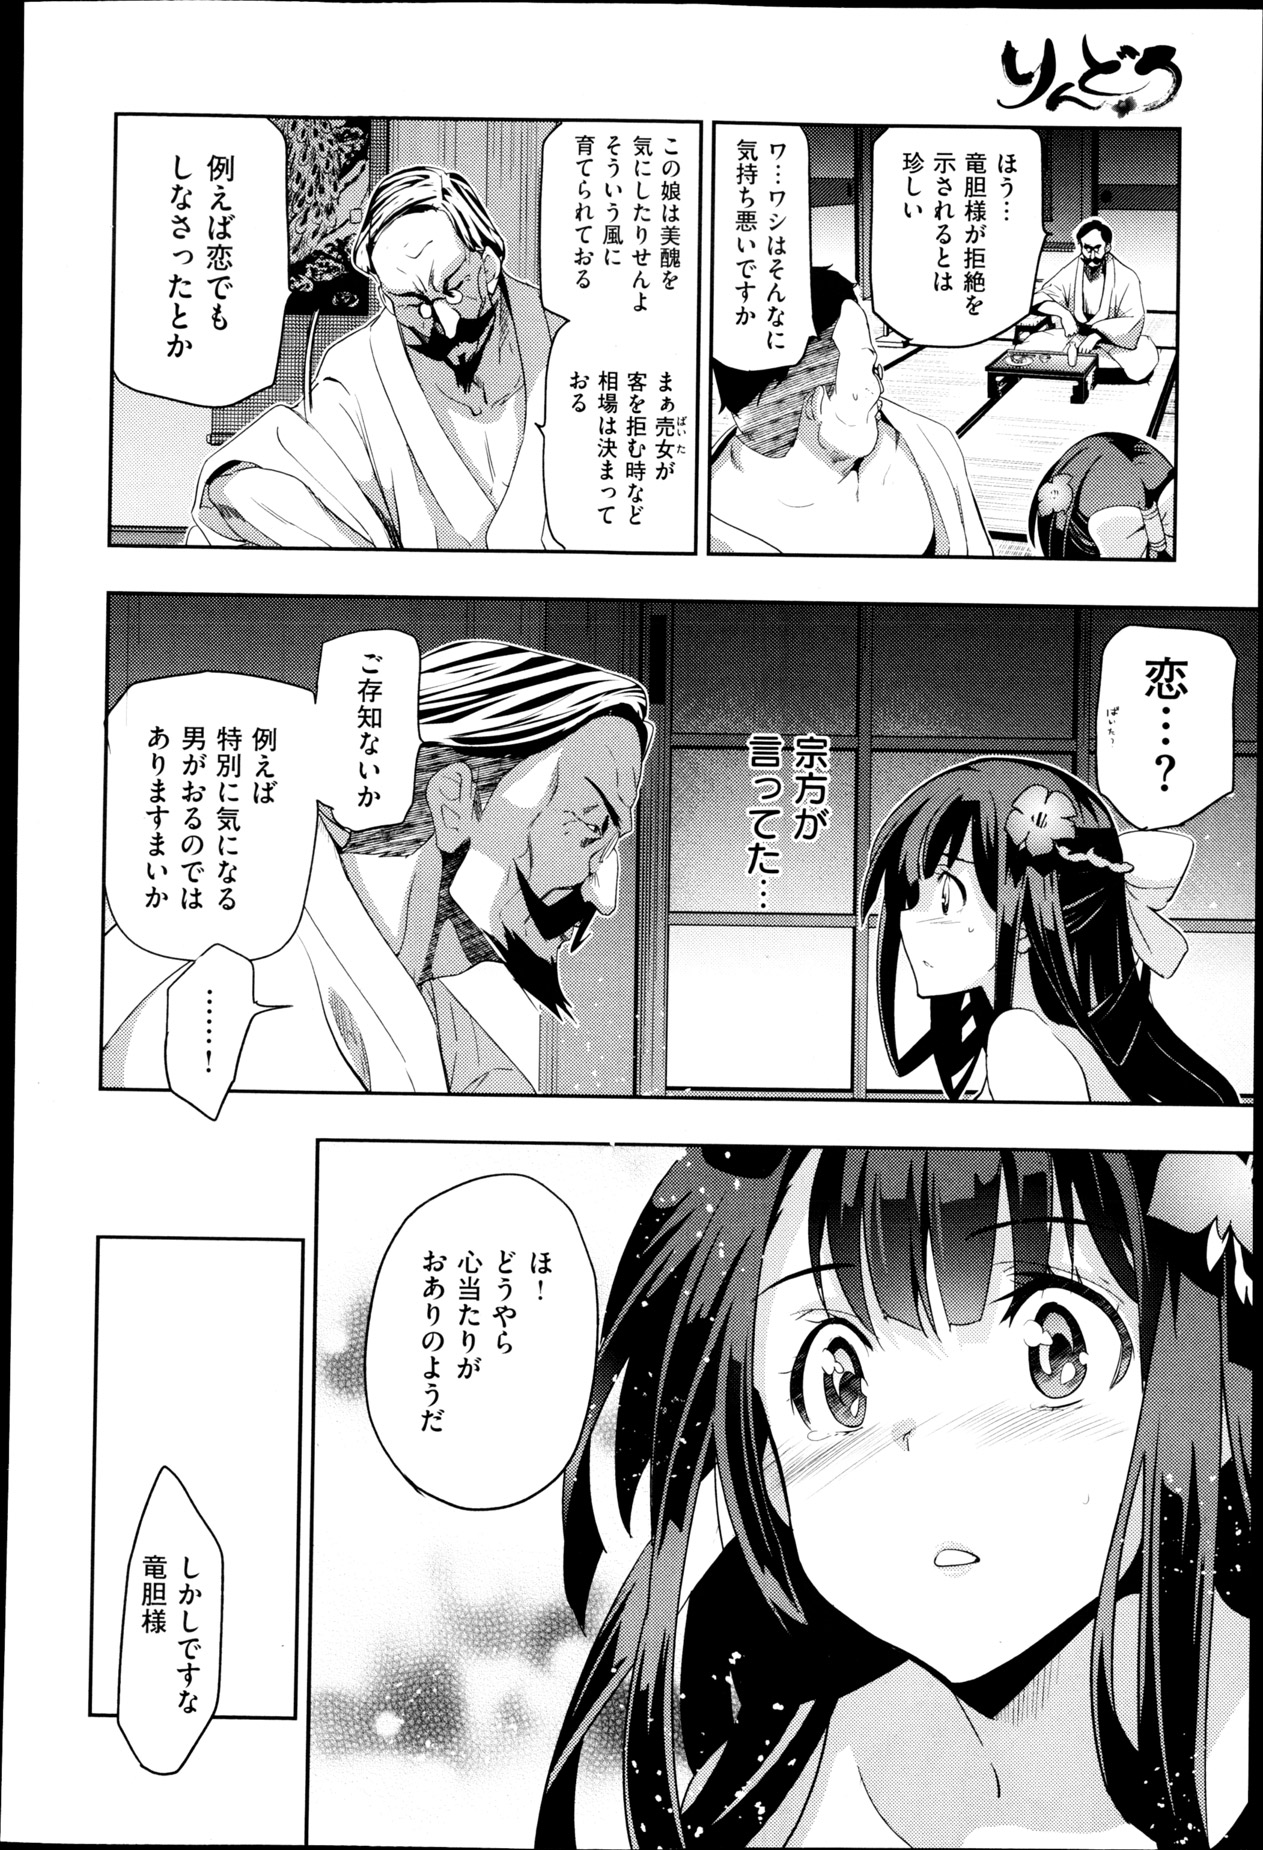 りんどう
ほう…
竜胆様が拒絶を
示されるとは
珍しい
ワ…ワシはそんなに
気持ち悪いですか
この娘は美醜を
気にしたりせんよ
そういう風に
育てられておる
まぁ売女が
ばいた
客を拒む時など
相場は決まって
おる
例えば恋でも
しなさったとか
恋…?
ばいた?
宗方が
言ってた…
ご存知ないか
例えば
特別に気になる
男がおるのでは
ありますまいか
……!
ほ!
どうやら
心当たりが
おありのようだ
しかしですな
竜胆様